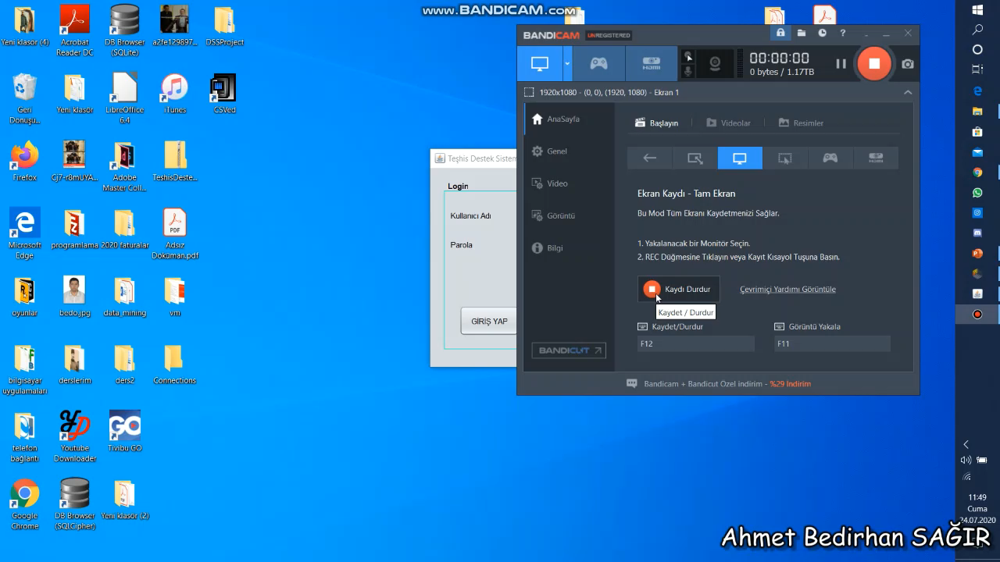 www.BANDICAM.com
Yeni klasör (4)
Acrobat
Reader DC
DB Browser
(SQLite)
a2fe129897...
DSSProject
Geri
Dönüşü...
Yeni klasör
LibreOffice
6.4
iTunes
CSVed
Firefox
Cj7-r8mUYA...
Adobe
Master Coll...
TeshisDeste...
Microsoft
Edge
programlama
2020 faturalar
Adsız
Doküman.pdf
oyunlar
bedo.jpg
data_mining
vm
bilgisayar
uygulamaları
derslerim
ders2
Connections
telefon
bağlantı
Youtube
Downloader
Tivibu GO
Google
Chrome
DB Browser
(SQLCipher)
Yeni klasör (2)
Teşhis Destek Sistem
Login
Kullanıcı Adı
Parola
GİRİŞ YAP
BANDICAM UNREGISTERED
00:00:00
0 bytes / 1.17TB
1920x1080 - (0, 0), (1920, 1080) - Ekran 1
AnaSayfa
Genel
Video
Görüntü
Bilgi
BANDICUT
Başlayın
Videolar
Resimler
Ekran Kaydı - Tam Ekran
Bu Mod Tüm Ekranı Kaydetmenizi Sağlar.
1. Yakalanacak bir Monitör Seçin.
2. REC Düğmesine Tıklayın veya Kayıt Kısayol Tuşuna Basın.
Kaydı Durdur
Çevrimiçi Yardımı Görüntüle
Kaydet / Durdur
Kaydet/Durdur
Görüntü Yakala
F12
F11
Bandicam + Bandicut Özel indirim - %29 İndirim
11:49
Cuma
24.07.2020
Ahmet Bedirhan SAĞIR